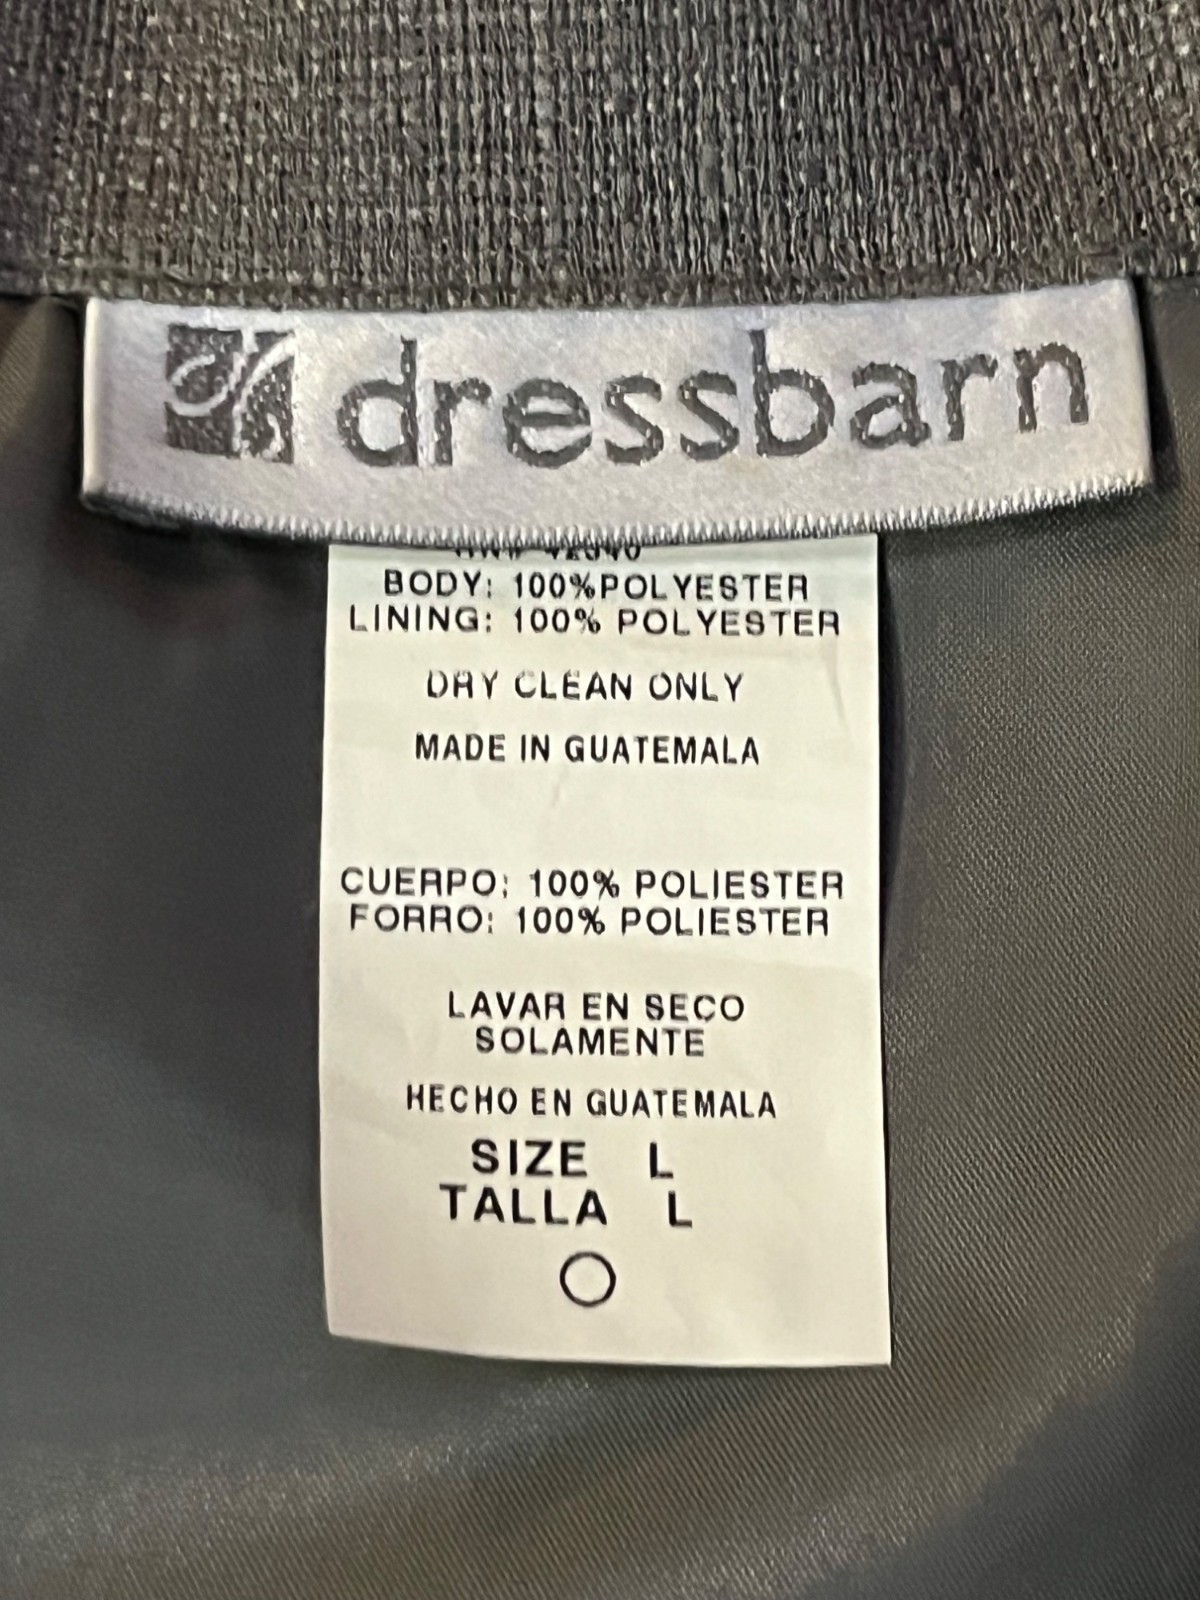 dressbarn
BODY: 100%POLYESTER
LINING: 100% POLYESTER
DRY CLEAN ONLY
MADE IN GUATEMALA
CUERPO: 100% POLIESTER
FORRO: 100% POLIESTER
LAVAR EN SECO
SOLAMENTE
HECHO EN GUATEMALA
SIZE L
TALLA L